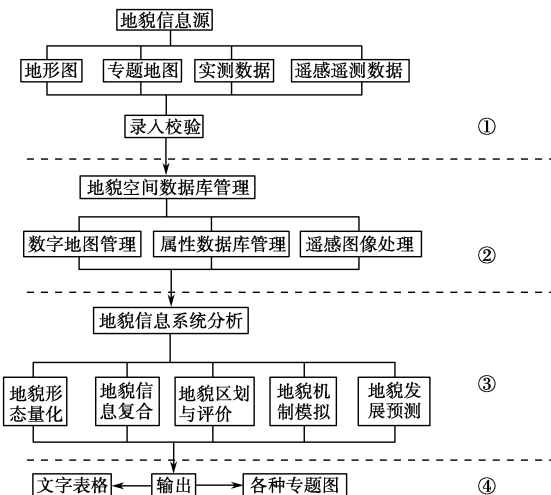 地貌信息源
地形图 专题地图 实测数据 遥感遥测数据
录入校验 ①
地貌空间数据库管理
数字地图管理 属性数据库管理 遥感图像处理 ②
地貌信息系统分析
地貌形
态量化
地貌信
息复合
地貌区划
与评价
地貌机
制模拟
地貌发
展预测
③
文字表格 输出 各种专题图 ④